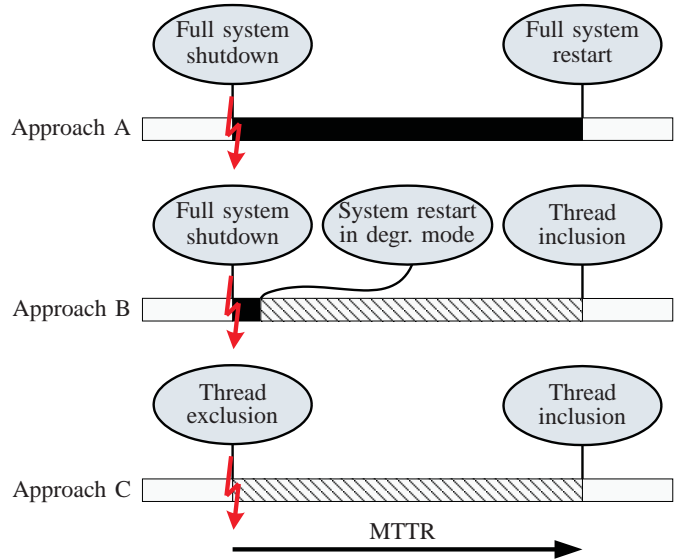 Full system
shutdown
Full system
restart
Approach A
Full system
shutdown
System restart
in degr. mode
Thread
inclusion
Approach B
Thread
exclusion
Thread
inclusion
Approach C
MTTR